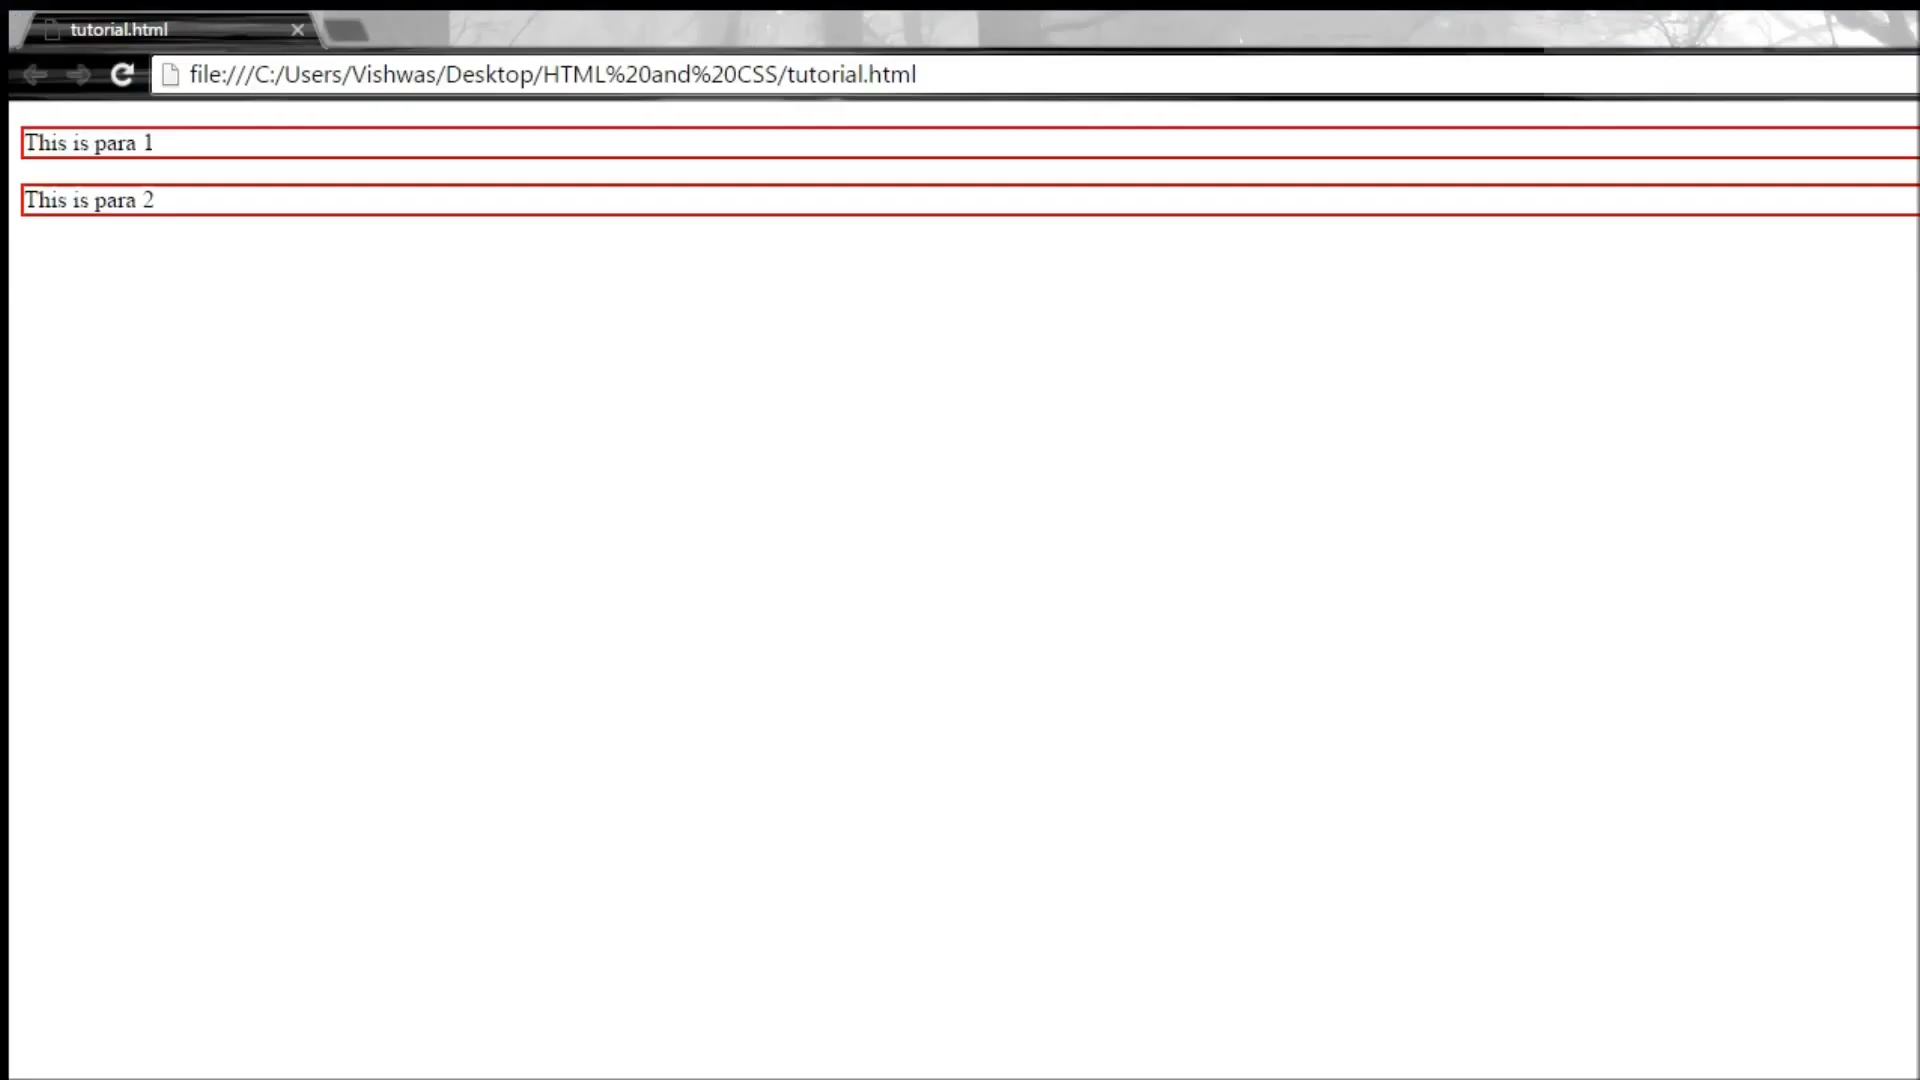 tutorial.html
file:///C:/Users/Vishwas/Desktop/HTML%20and%20CSS/tutorial.html
This is para 1
This is para 2